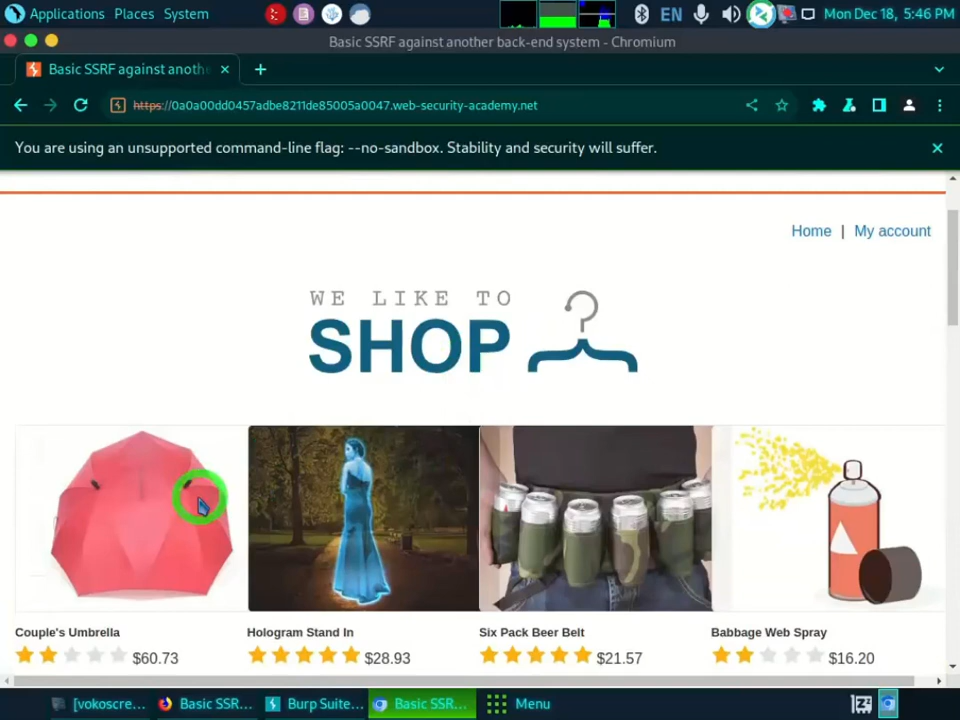 Applications Places System EN Mon Dec 18, 5:46 PM
Basic SSRF against another back-end system - Chromium
Basic SSRF against anoth
https://0a0a00dd0457adbe8211de85005a0047.web-security-academy.net
You are using an unsupported command-line flag: --no-sandbox. Stability and security will suffer.
Home | My account
WE LIKE TO
SHOP
Couple's Umbrella Hologram Stand In Six Pack Beer Belt Babbage Web Spray
$60.73 $28.93 $21.57 $16.20
[vokoscre... Basic SSR... Burp Suite... Basic SSR... Menu